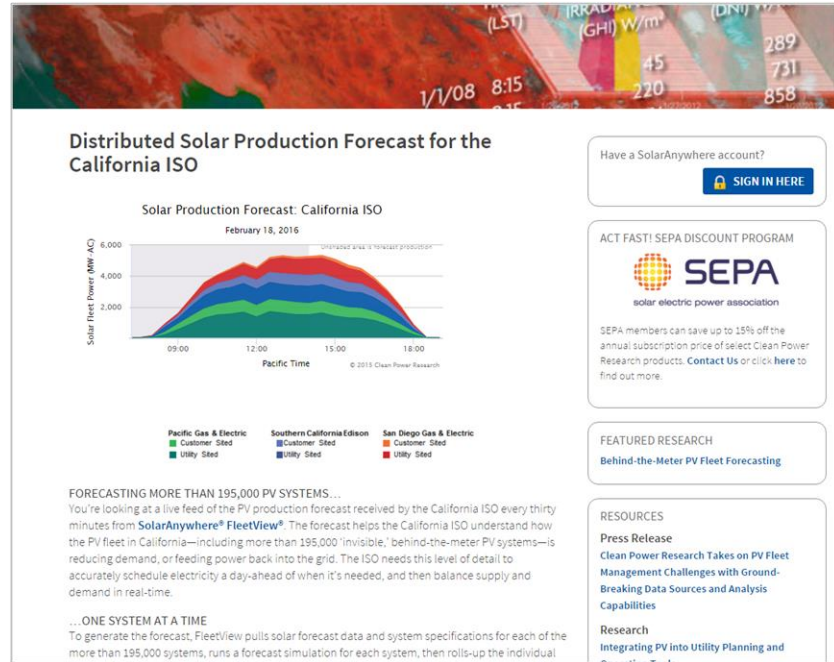 (LST)
IRRADIA
(GHI) W/m²
(DNI) W/
1/1/08 8:15
45
220
289
731
858
Distributed Solar Production Forecast for the
California ISO
Solar Production Forecast: California ISO
February 18, 2016
Unshaded area is forecast production
Solar Fleet Power (MW-AC)
6,000
4,000
2,000
09:00
12:00
15:00
18:00
Pacific Time
© 2015 Clean Power Research
Pacific Gas & Electric
Customer Sited
Utility Sited
Southern California Edison
Customer Sited
Utility Sited
San Diego Gas & Electric
Customer Sited
Utility Sited
FORECASTING MORE THAN 195,000 PV SYSTEMS…
You're looking at a live feed of the PV production forecast received by the California ISO every thirty
minutes from SolarAnywhere® FleetView®. The forecast helps the California ISO understand how
the PV fleet in California—including more than 195,000 'invisible,' behind-the-meter PV systems—is
reducing demand, or feeding power back into the grid. The ISO needs this level of detail to
accurately schedule electricity a day-ahead of when it's needed, and then balance supply and
demand in real-time.
…ONE SYSTEM AT A TIME
To generate the forecast, FleetView pulls solar forecast data and system specifications for each of the
more than 195,000 systems, runs a forecast simulation for each system, then rolls-up the individual
Have a SolarAnywhere account?
SIGN IN HERE
ACT FAST! SEPA DISCOUNT PROGRAM
SEPA
solar electric power association
SEPA members can save up to 15% off the
annual subscription price of select Clean Power
Research products. Contact Us or click here to
find out more.
FEATURED RESEARCH
Behind-the-Meter PV Fleet Forecasting
RESOURCES
Press Release
Clean Power Research Takes on PV Fleet
Management Challenges with Ground-
Breaking Data Sources and Analysis
Capabilities
Research
Integrating PV into Utility Planning and